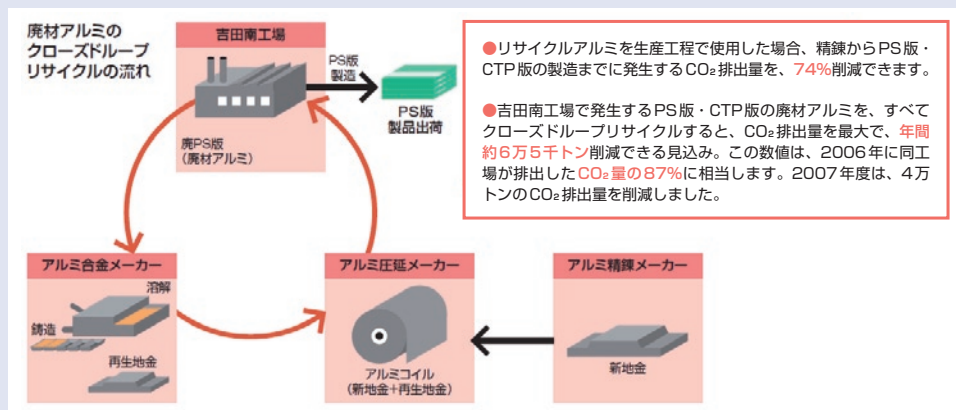 廃材アルミの
クローズドループ
リサイクルの流れ
吉田南工場
PS版
製造
PS版
製品出荷
廃PS版
(廃材アルミ)
●リサイクルアルミを生産工程で使用した場合、精錬からPS版・
CTP版の製造までに発生するCO₂排出量を、74%削減できます。
●吉田南工場で発生するPS版・CTP版の廃材アルミを、すべて
クローズドループリサイクルすると、CO₂排出量を最大で、年間
約6万5千トン削減できる見込み。この数値は、2006年に同工
場が排出したCO₂量の87%に相当します。2007年度は、4万
トンのCO₂排出量を削減しました。
アルミ合金メーカー
溶解
鋳造
再生地金
アルミ圧延メーカー
アルミコイル
(新地金+再生地金)
アルミ精錬メーカー
新地金